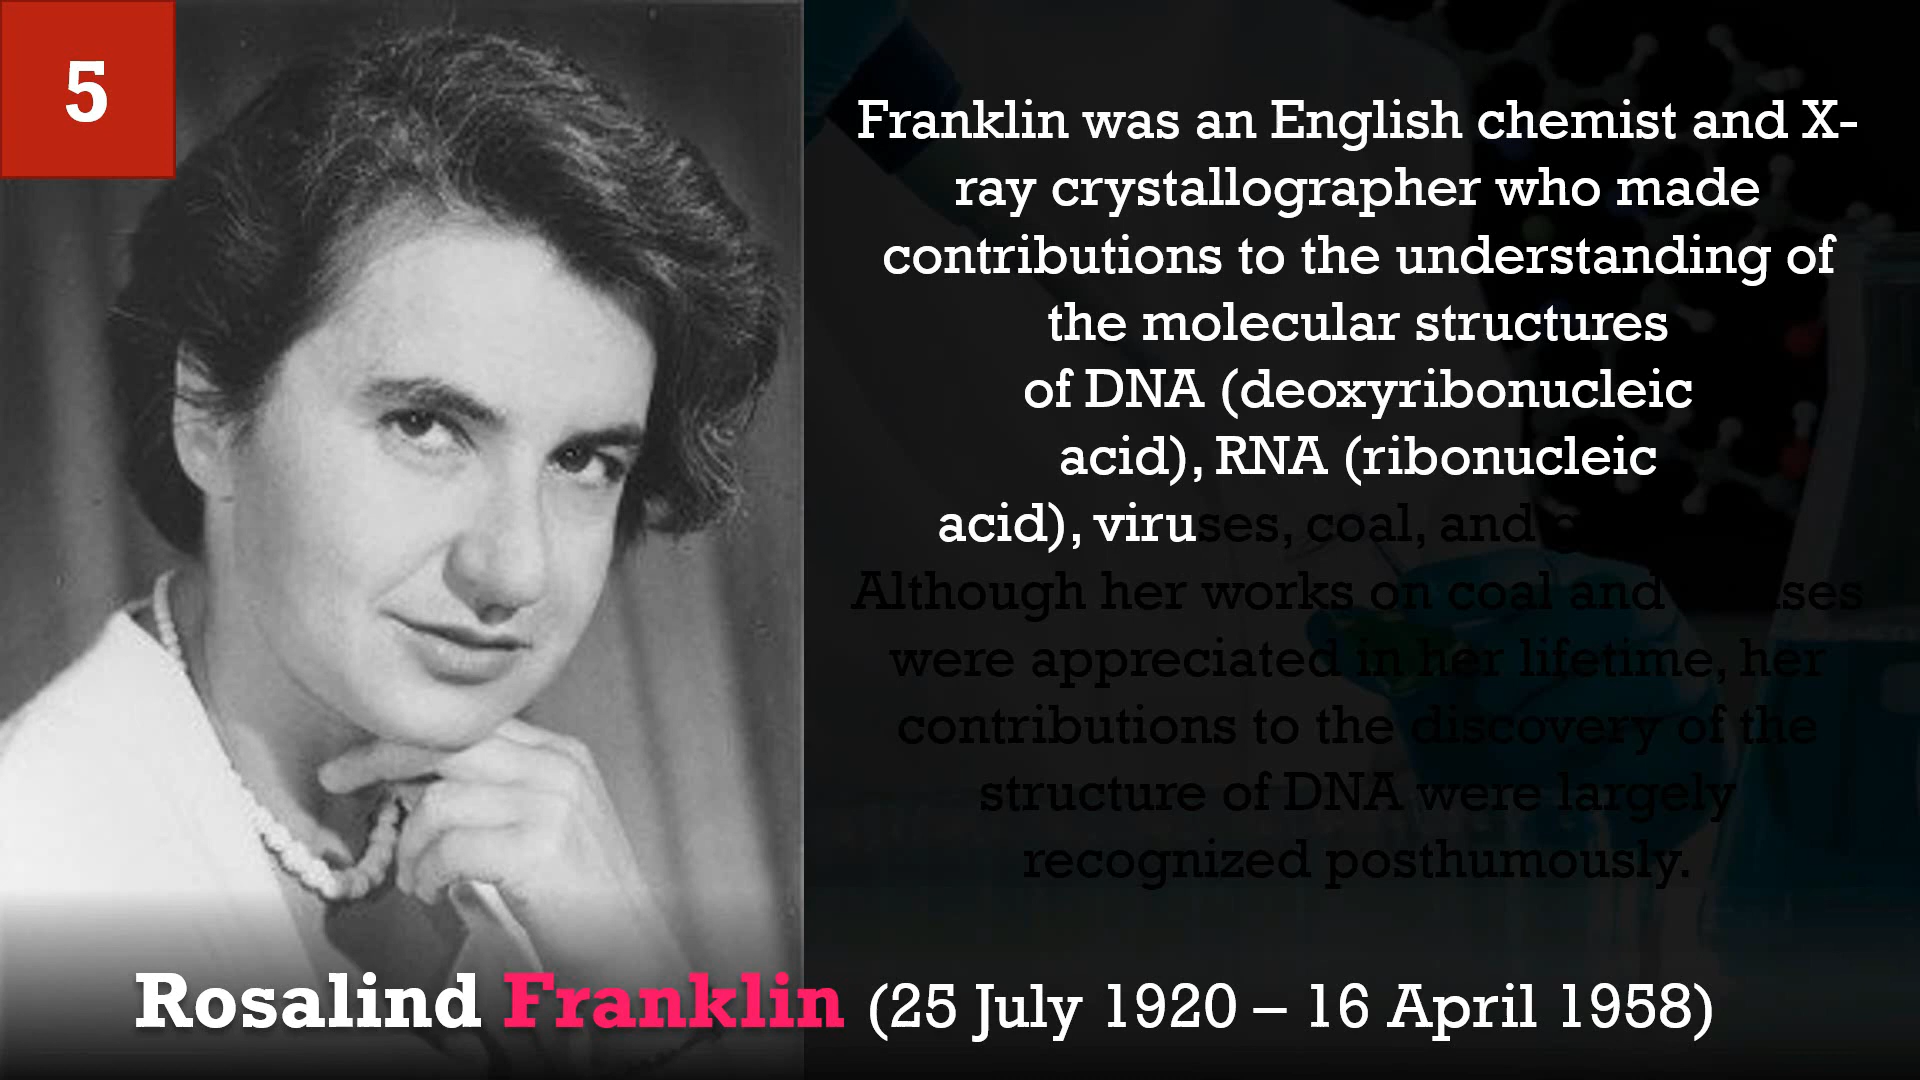 5
Franklin was an English chemist and X-
ray crystallographer who made
contributions to the understanding of
the molecular structures
of DNA (deoxyribonucleic
acid), RNA (ribonucleic
acid), viruses, coal, and
Although her works on coal and
were appreciated in her lifetime, her
contributions to the discovery of the
structure of DNA were largely
recognized posthumously.
Rosalind Franklin (25 July 1920 – 16 April 1958)